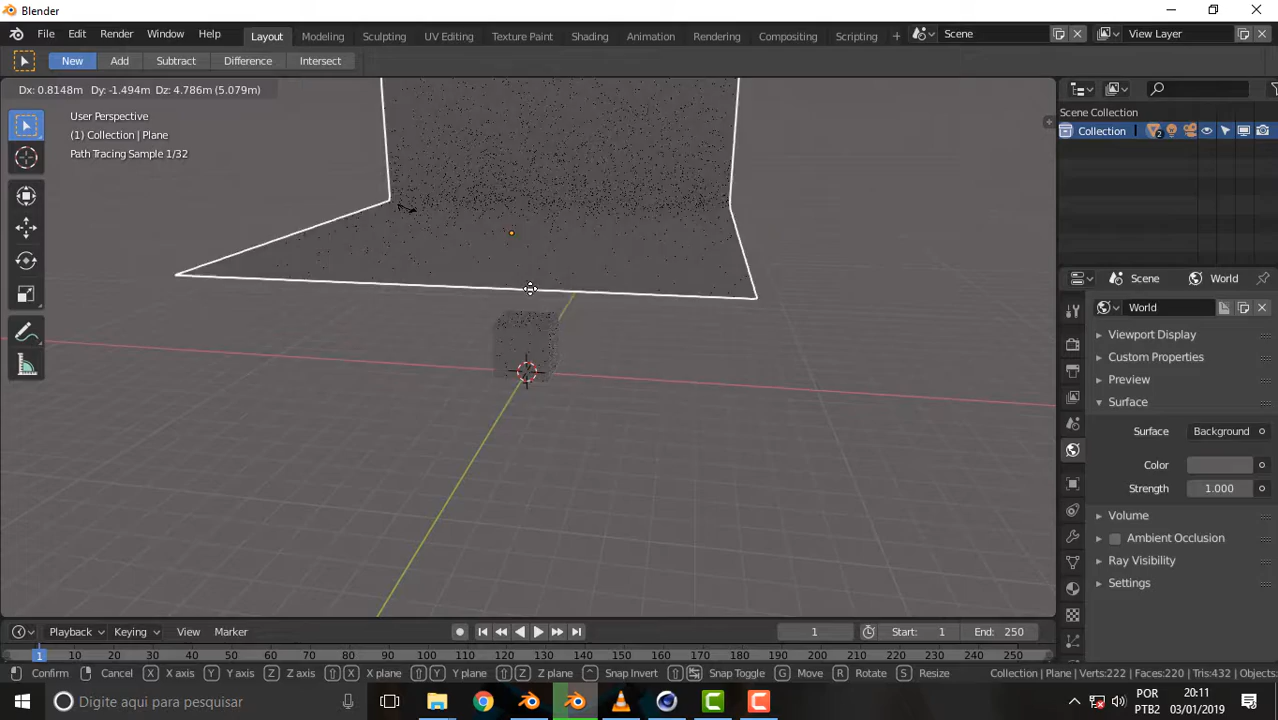 Blender
File Edit Render Window Help Layout Modeling Sculpting UV Editing Texture Paint Shading Animation Rendering Compositing Scripting + Scene View Layer
New Add Subtract Difference Intersect
Dx: 0.8148m Dy: -1.494m Dz: 4.786m (5.079m)
User Perspective
(1) Collection | Plane
Path Tracing Sample 1/32
Scene Collection
Collection 2
Scene World
World
Viewport Display
Custom Properties
Preview
Surface
Surface Background
Color
Strength 1.000
Volume
Ambient Occlusion
Ray Visibility
Settings
Playback Keying View Marker 1 Start: 1 End: 250
1 10 20 30 40 50 60 70 80 90 100 110 120 130 140 150 160 170 180 190 200 210 220 230 240 250
Confirm Cancel X X axis Y Y axis Z Z axis X X plane Y Y plane Z Z plane Snap Invert Snap Toggle G Move R Rotate S Resize Collection | Plane | Verts:222 | Faces:220 | Tris:432 | Objects:
Digite aqui para pesquisar
POR 20:11
PTB2 03/01/2019